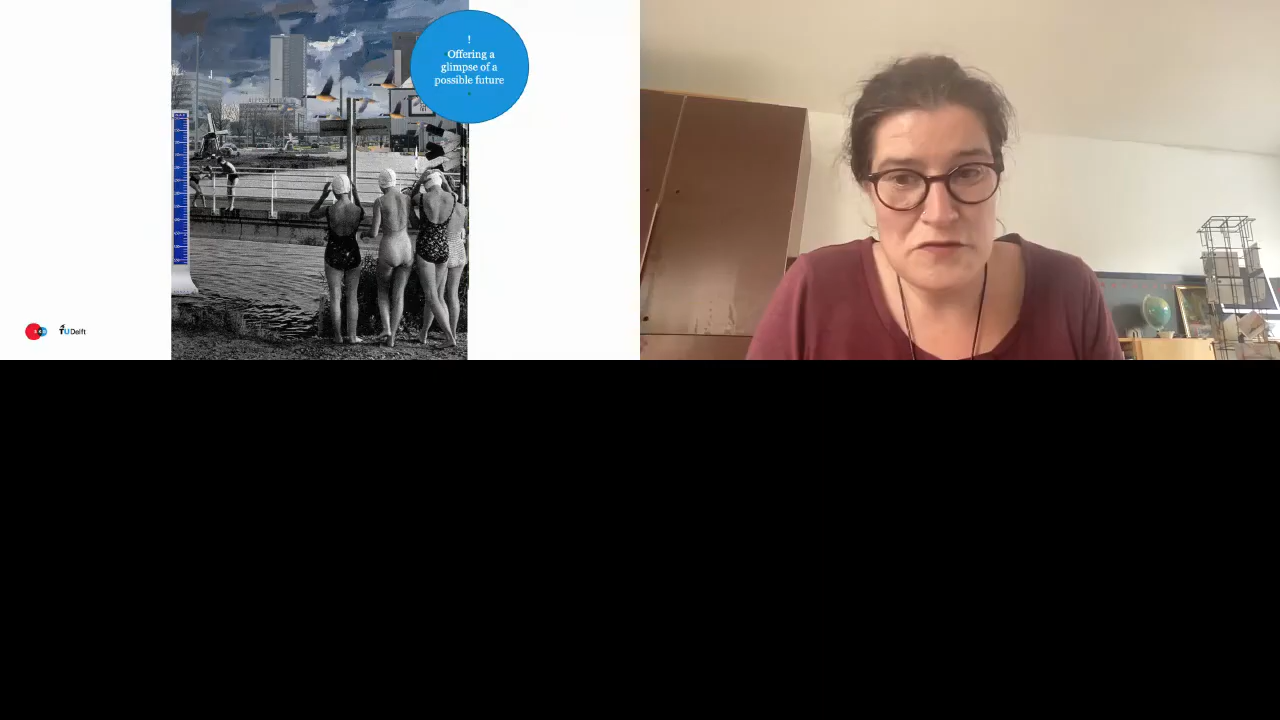 !
Offering a
glimpse of a
possible future
TU Delft